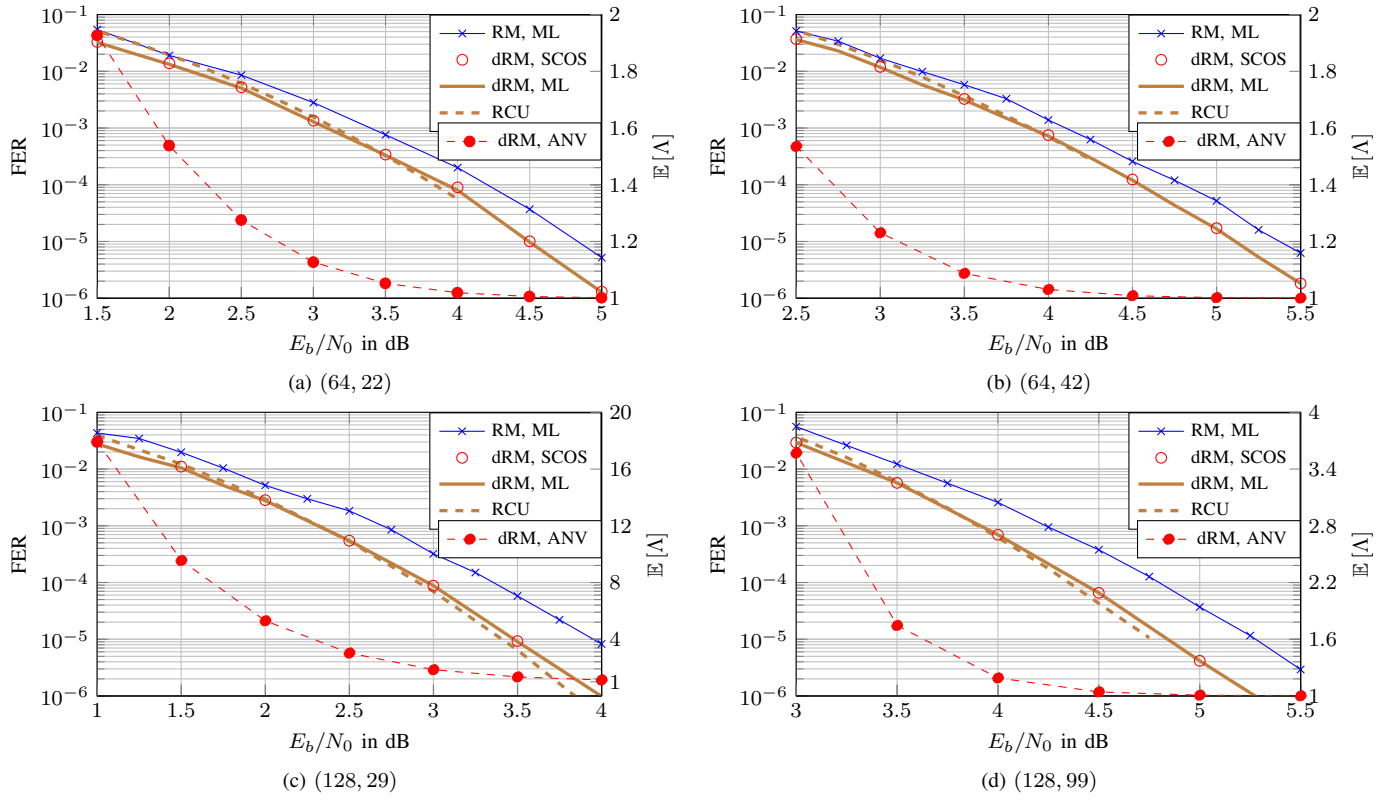 10⁻¹ 2
10⁻² 1.8
10⁻³ 1.6
10⁻⁴ 1.4
10⁻⁵ 1.2
10⁻⁶ 1
FER
𝔼 [Λ]
RM, ML
dRM, SCOS
dRM, ML
RCU
dRM, ANV
1.5 2 2.5 3 3.5 4 4.5 5
E_b/N_0 in dB
(a) (64, 22)
10⁻¹ 2
10⁻² 1.8
10⁻³ 1.6
10⁻⁴ 1.4
10⁻⁵ 1.2
10⁻⁶ 1
FER
𝔼 [Λ]
RM, ML
dRM, SCOS
dRM, ML
RCU
dRM, ANV
2.5 3 3.5 4 4.5 5 5.5
E_b/N_0 in dB
(b) (64, 42)
10⁻¹ 20
10⁻² 16
10⁻³ 12
10⁻⁴ 8
10⁻⁵ 4
10⁻⁶ 1
FER
𝔼 [Λ]
RM, ML
dRM, SCOS
dRM, ML
RCU
dRM, ANV
1 1.5 2 2.5 3 3.5 4
E_b/N_0 in dB
(c) (128, 29)
10⁻¹ 4
10⁻² 3.4
10⁻³ 2.8
10⁻⁴ 2.2
10⁻⁵ 1.6
10⁻⁶ 1
FER
𝔼 [Λ]
RM, ML
dRM, SCOS
dRM, ML
RCU
dRM, ANV
3 3.5 4 4.5 5 5.5
E_b/N_0 in dB
(d) (128, 99)